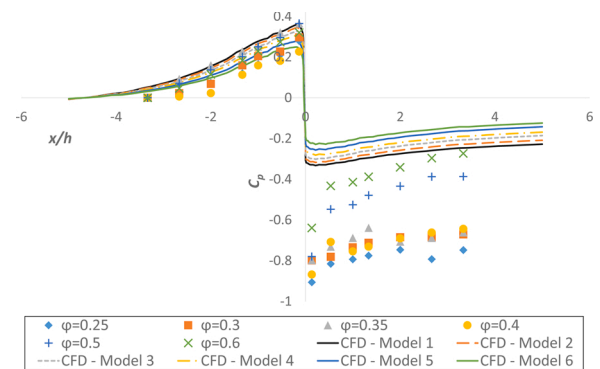 0.4
0.2
0
-6 -4 -2 0 2 4 6
x/h
-0.2
-0.4
Cₚ
-0.6
-0.8
-1
φ=0.25 φ=0.3 φ=0.35 φ=0.4
φ=0.5 φ=0.6 CFD - Model 1 CFD - Model 2
CFD - Model 3 CFD - Model 4 CFD - Model 5 CFD - Model 6